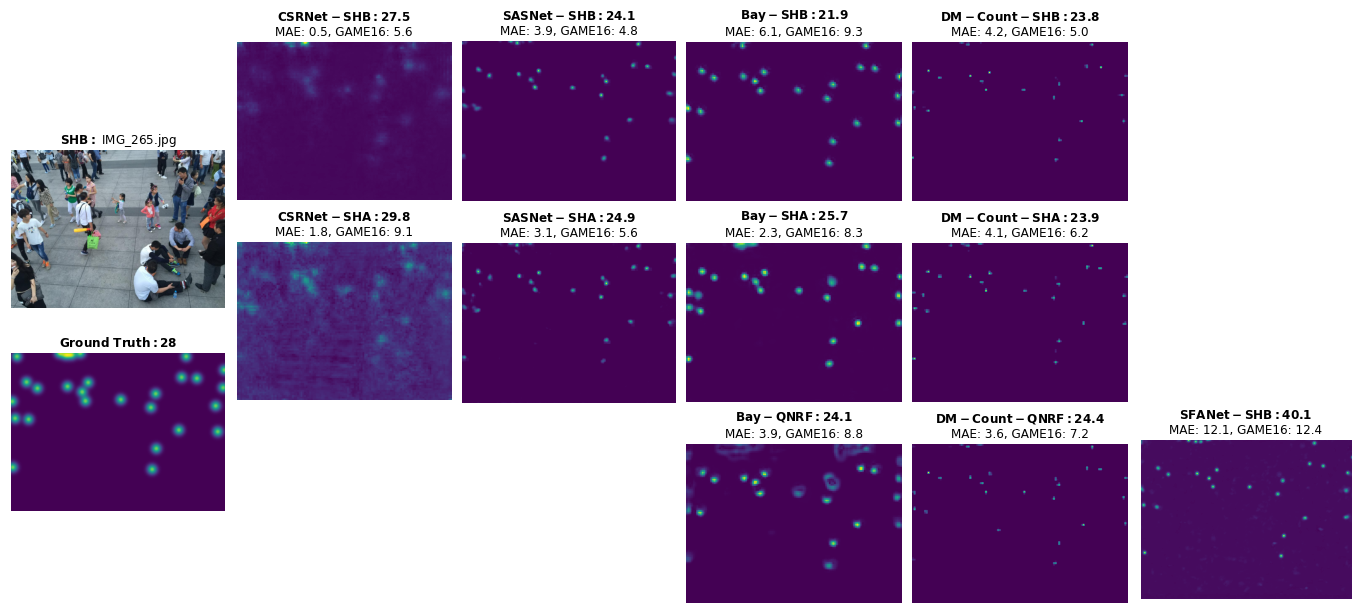 CSRNet−SHB: 27.5
MAE: 0.5, GAME16: 5.6
SASNet−SHB: 24.1
MAE: 3.9, GAME16: 4.8
Bay−SHB: 21.9
MAE: 6.1, GAME16: 9.3
DM−Count−SHB: 23.8
MAE: 4.2, GAME16: 5.0
SHB: IMG_265.jpg
CSRNet−SHA: 29.8
MAE: 1.8, GAME16: 9.1
SASNet−SHA: 24.9
MAE: 3.1, GAME16: 5.6
Bay−SHA: 25.7
MAE: 2.3, GAME16: 8.3
DM−Count−SHA: 23.9
MAE: 4.1, GAME16: 6.2
Ground Truth: 28
Bay−QNRF: 24.1
MAE: 3.9, GAME16: 8.8
DM−Count−QNRF: 24.4
MAE: 3.6, GAME16: 7.2
SFANet−SHB: 40.1
MAE: 12.1, GAME16: 12.4